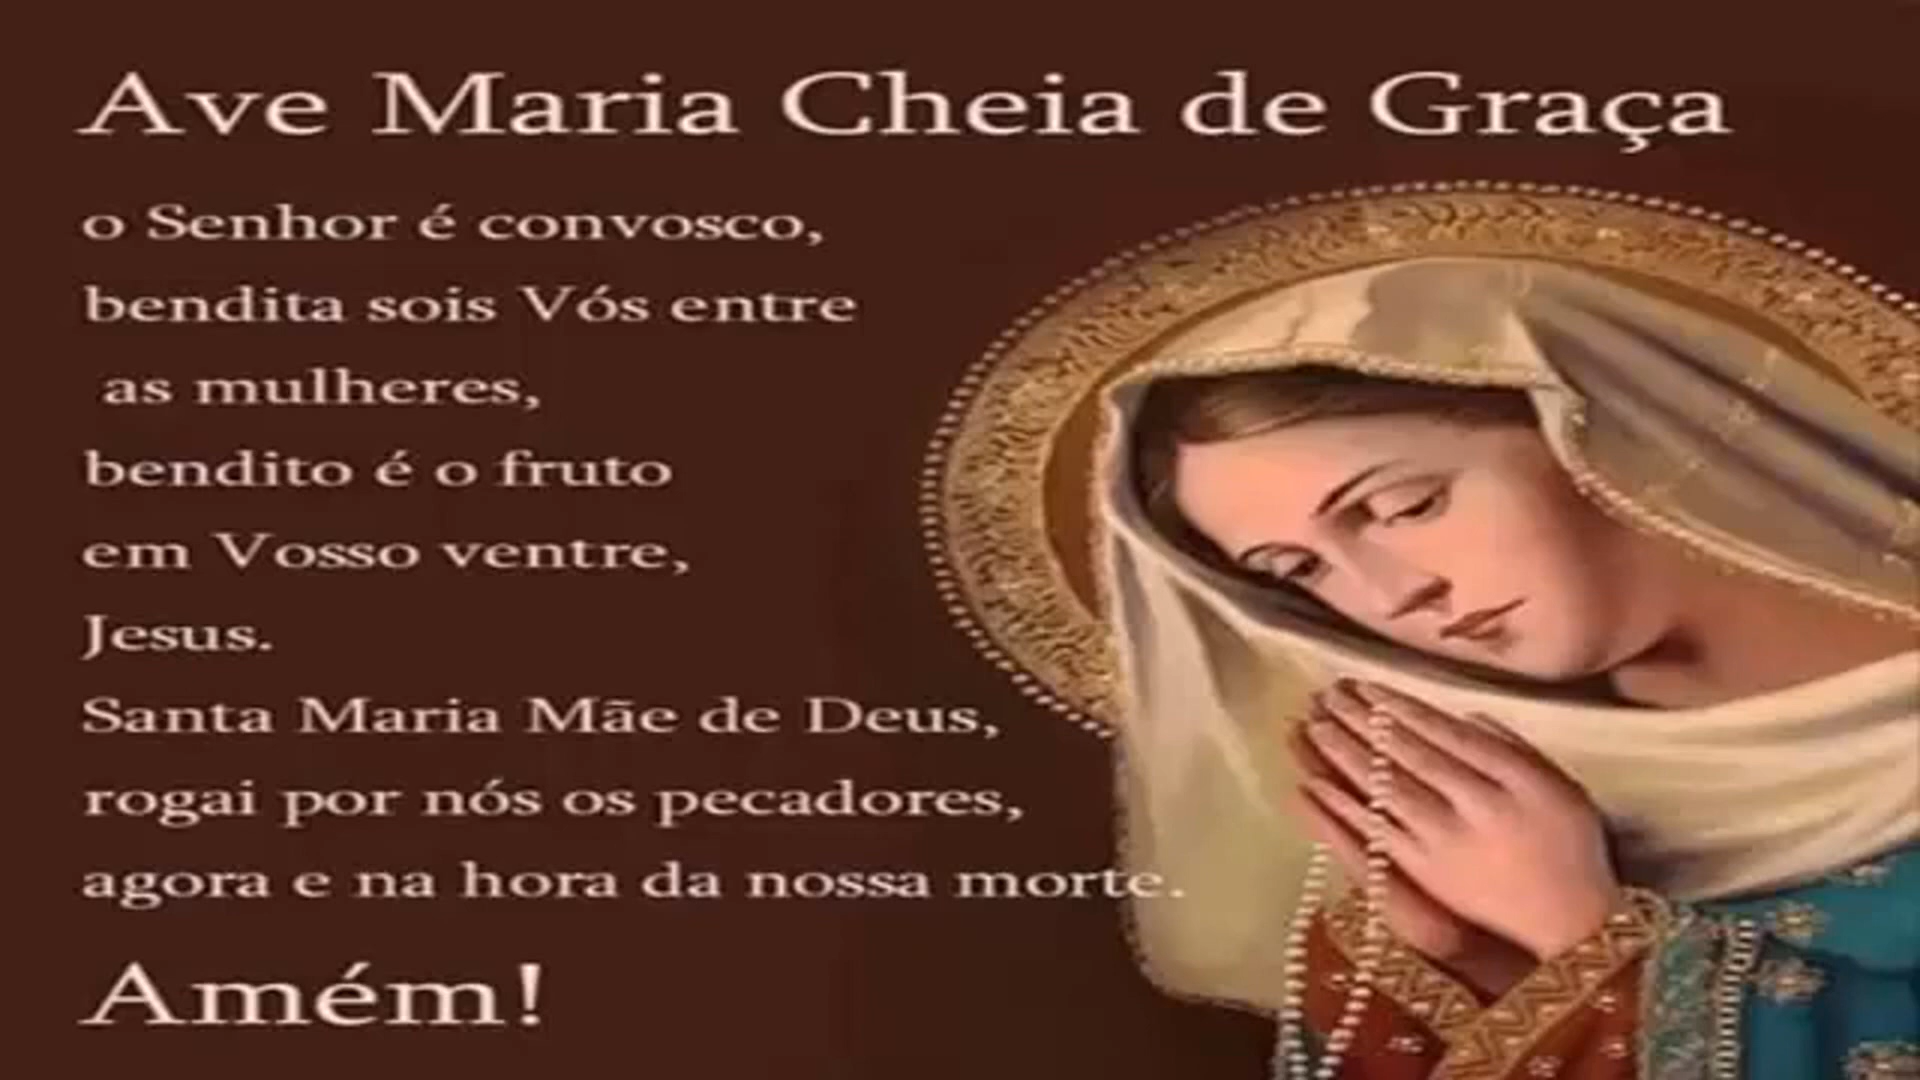 Ave Maria Cheia de Graça
o Senhor é convosco,
bendita sois Vós entre
as mulheres,
bendito é o fruto
em Vosso ventre,
Jesus.
Santa Maria Mãe de Deus,
rogai por nós os pecadores,
agora e na hora da nossa morte.
Amém!